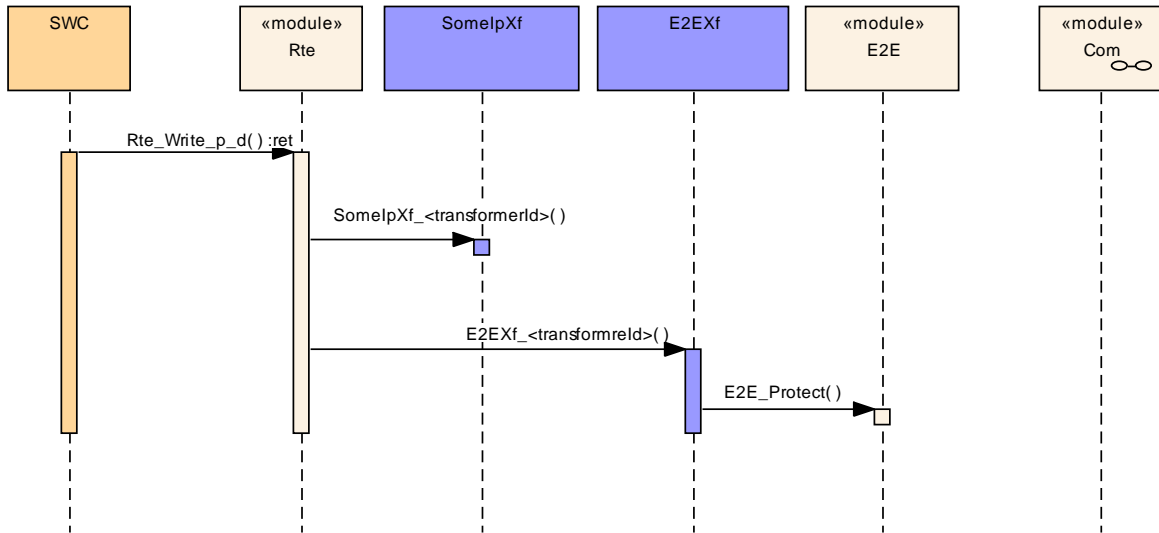 SWC
«module»
Rte
SomeIpXf
E2EXf
«module»
E2E
«module»
Com
Rte_Write_p_d() :ret
SomeIpXf_<transformerId>()
E2EXf_<transformreId>()
E2E_Protect()